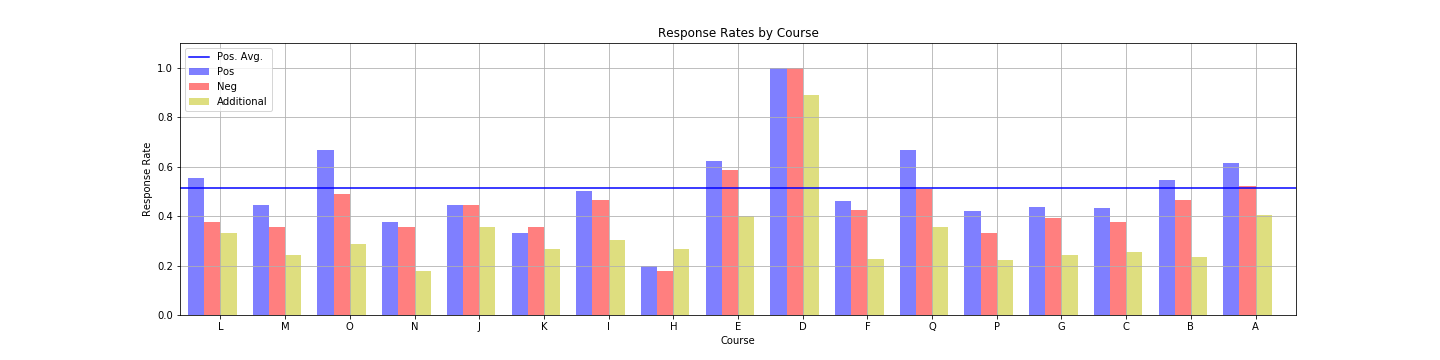 Response Rates by Course
Pos. Avg.
Pos
Neg
Additional
Response Rate
1.0
0.8
0.6
0.4
0.2
0.0
L M O N J K I H E D F Q P G C B A
Course